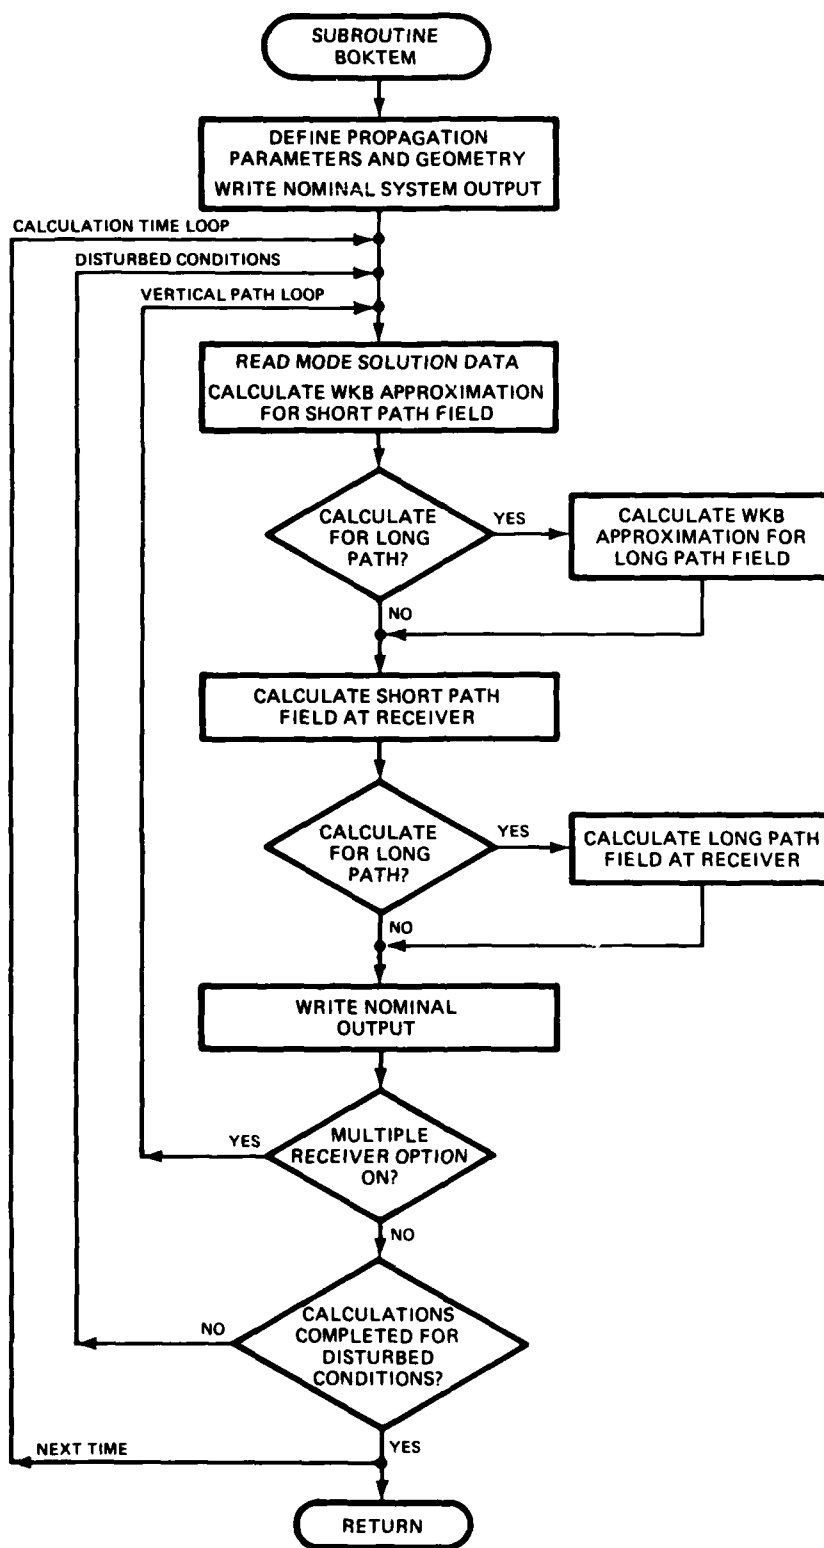 SUBROUTINE
BOKTEM
DEFINE PROPAGATION
PARAMETERS AND GEOMETRY
WRITE NOMINAL SYSTEM OUTPUT
CALCULATION TIME LOOP
DISTURBED CONDITIONS
VERTICAL PATH LOOP
READ MODE SOLUTION DATA
CALCULATE WKB APPROXIMATION
FOR SHORT PATH FIELD
CALCULATE
FOR LONG
PATH?
YES
CALCULATE WKB
APPROXIMATION FOR
LONG PATH FIELD
NO
CALCULATE SHORT PATH
FIELD AT RECEIVER
CALCULATE
FOR LONG
PATH?
YES
CALCULATE LONG PATH
FIELD AT RECEIVER
NO
WRITE NOMINAL
OUTPUT
YES
MULTIPLE
RECEIVER OPTION
ON?
NO
NO
CALCULATIONS
COMPLETED FOR
DISTURBED
CONDITIONS?
NEXT TIME
YES
RETURN